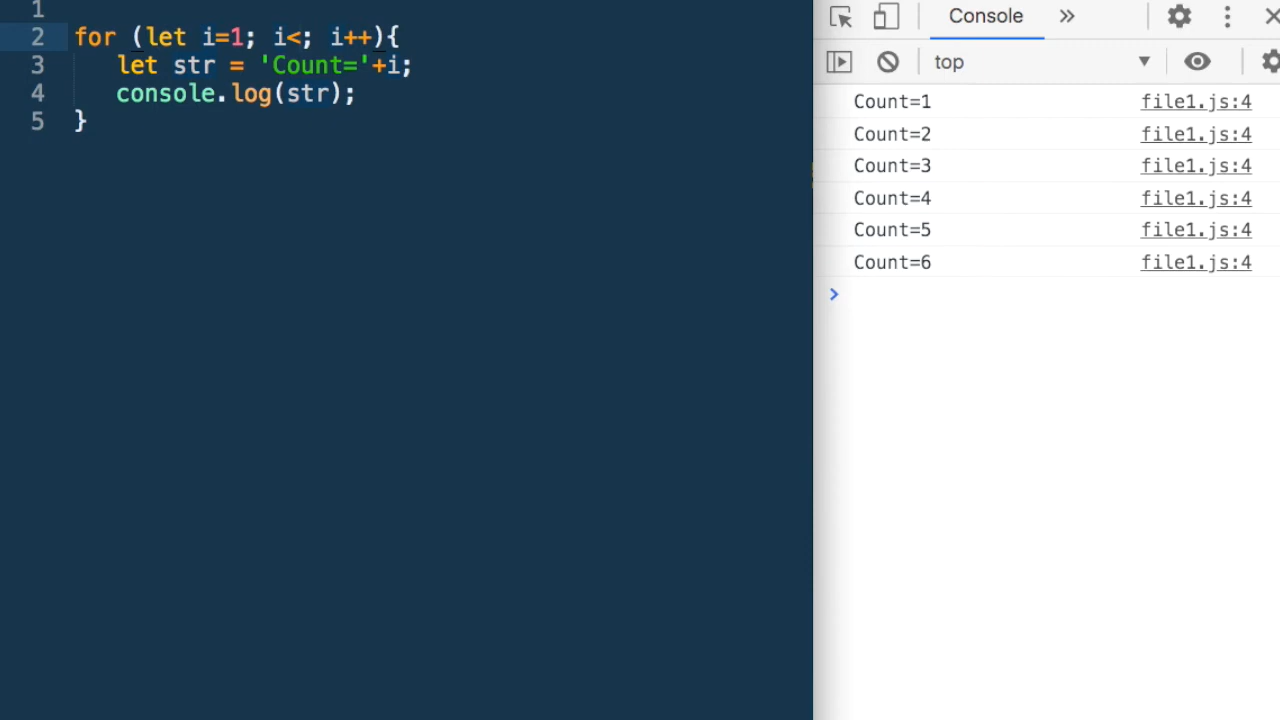 1
2 for (let i=1; i<; i++){
3 let str = 'Count='+i;
4 console.log(str);
5 }
Console »
top ▼
Count=1 file1.js:4
Count=2 file1.js:4
Count=3 file1.js:4
Count=4 file1.js:4
Count=5 file1.js:4
Count=6 file1.js:4
>